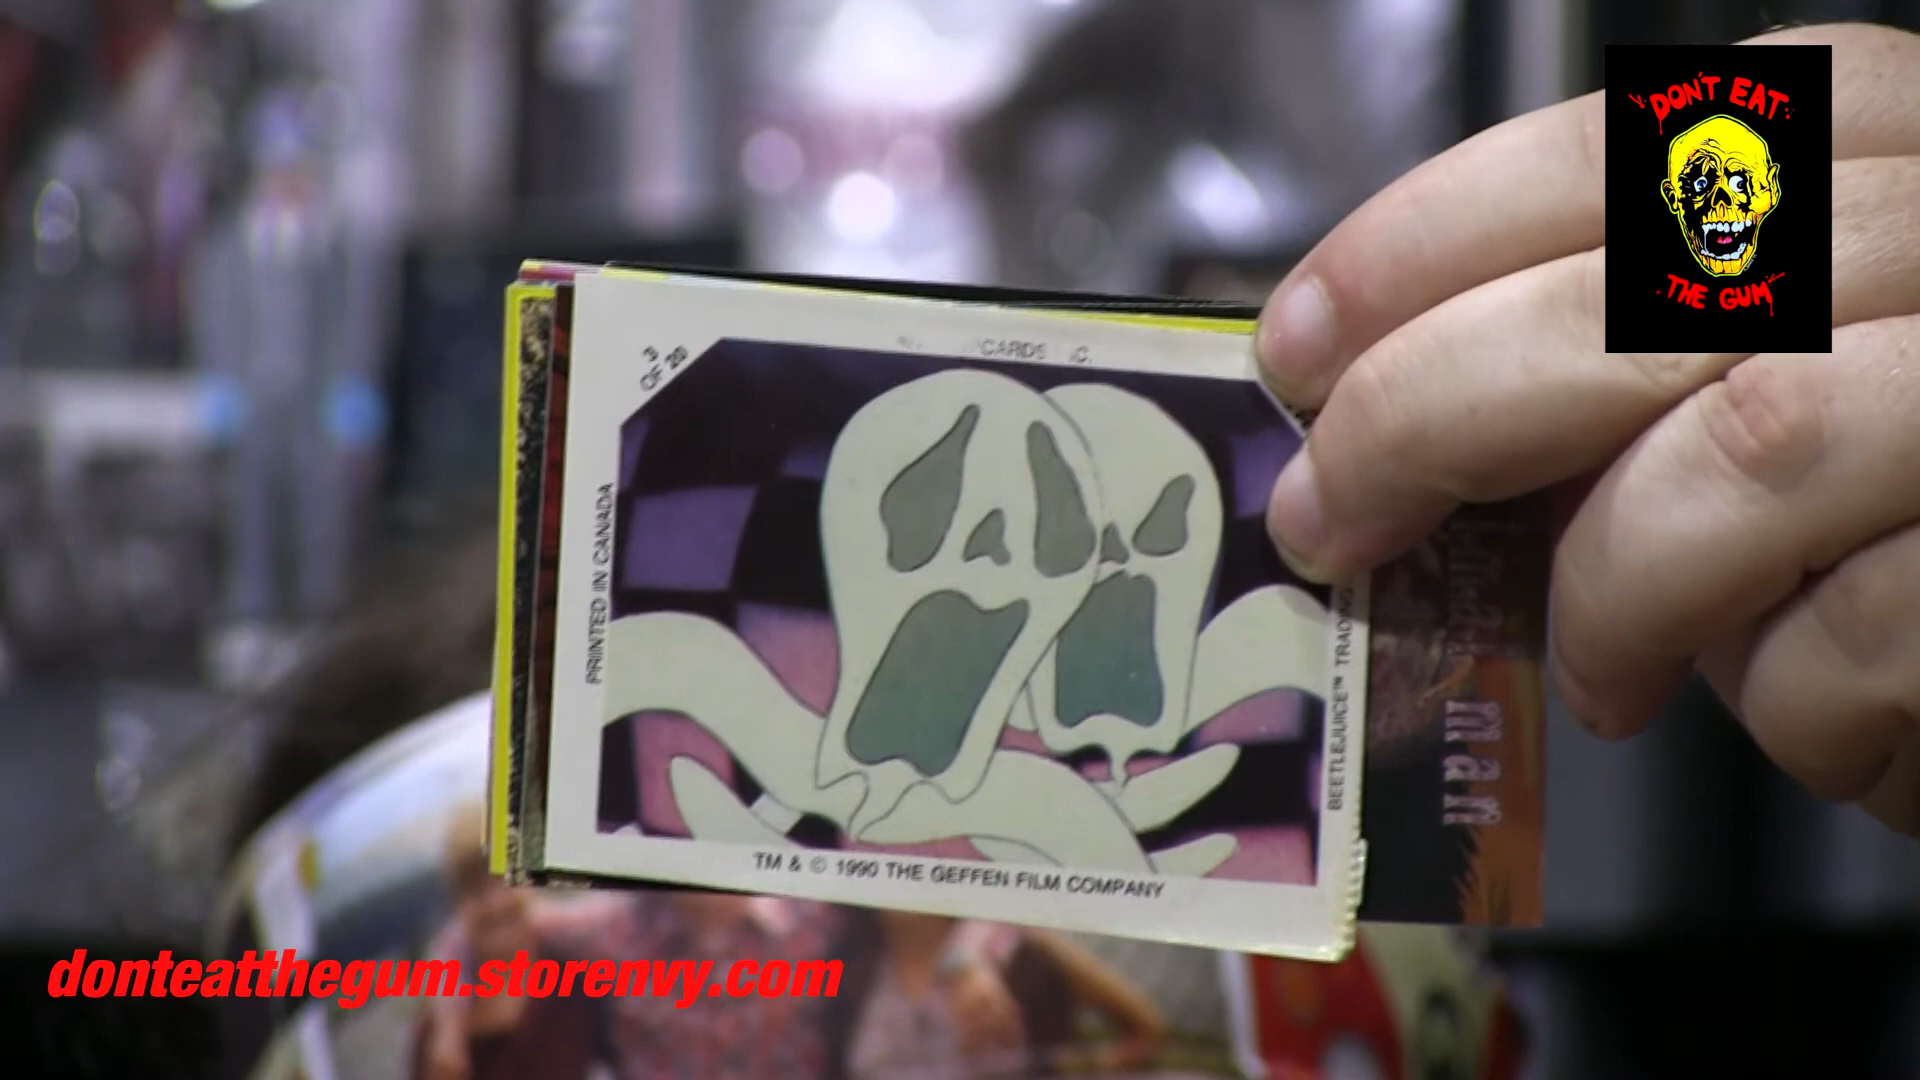 DON'T EAT
THE GUM
3
OF 20
CARDS
PRINTED IN CANADA
BEETLEJUICE™ TRADING
man
TM & © 1990 THE GEFFEN FILM COMPANY
donteatthegum.storenvy.com